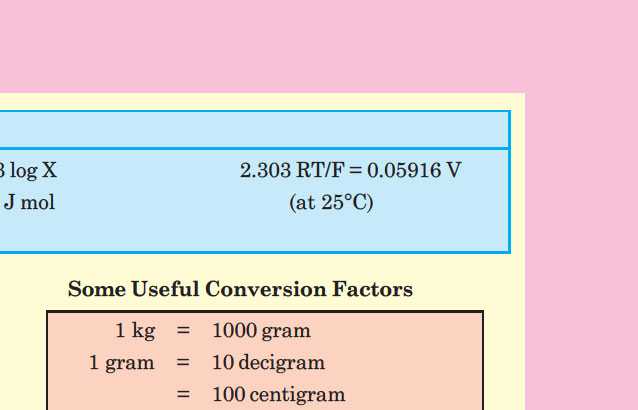 3 log X 2.303 RT/F = 0.05916 V
J mol (at 25°C)
Some Useful Conversion Factors
1 kg = 1000 gram
1 gram = 10 decigram
= 100 centigram